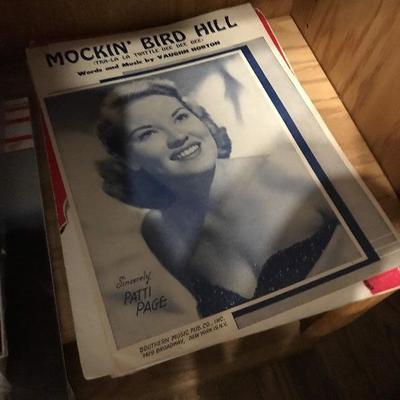 MOCKIN' BIRD HILL
(TRA-LA LA TWITTLE DEE DEE DEE)
Words and Music by VAUGHN HORTON
Sincerely,
PATTI
PAGE
SOUTHERN MUSIC PUB. CO., INC.
1619 BROADWAY, NEW YORK 19, N.Y.